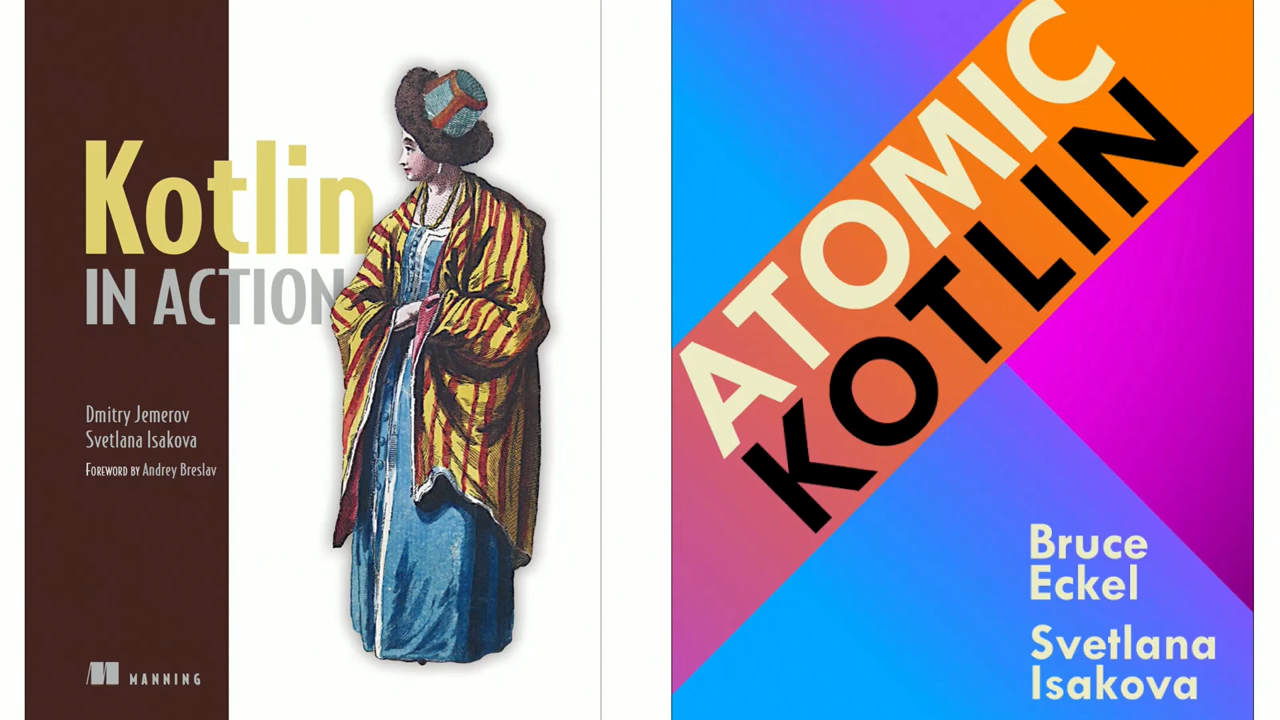 Kotlin
IN ACTION
Dmitry Jemerov
Svetlana Isakova
FOREWORD BY Andrey Breslav
MANNING
ATOMIC
KOTLIN
Bruce
Eckel
Svetlana
Isakova